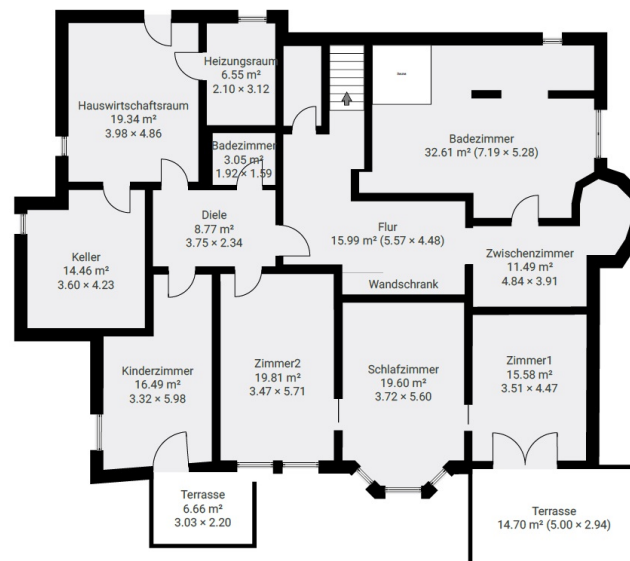 Heizungsraum
6.55 m²
2.10 × 3.12
Hauswirtschaftsraum
19.34 m²
3.98 × 4.86
Badezimmer
32.61 m² (7.19 × 5.28)
Badezimmer
3.05 m²
1.92 × 1.59
Diele
8.77 m²
3.75 × 2.34
Flur
15.99 m² (5.57 × 4.48)
Zwischenzimmer
11.49 m²
4.84 × 3.91
Keller
14.46 m²
3.60 × 4.23
Wandschrank
Kinderzimmer
16.49 m²
3.32 × 5.98
Zimmer2
19.81 m²
3.47 × 5.71
Schlafzimmer
19.60 m²
3.72 × 5.60
Zimmer1
15.58 m²
3.51 × 4.47
Terrasse
6.66 m²
3.03 × 2.20
Terrasse
14.70 m² (5.00 × 2.94)